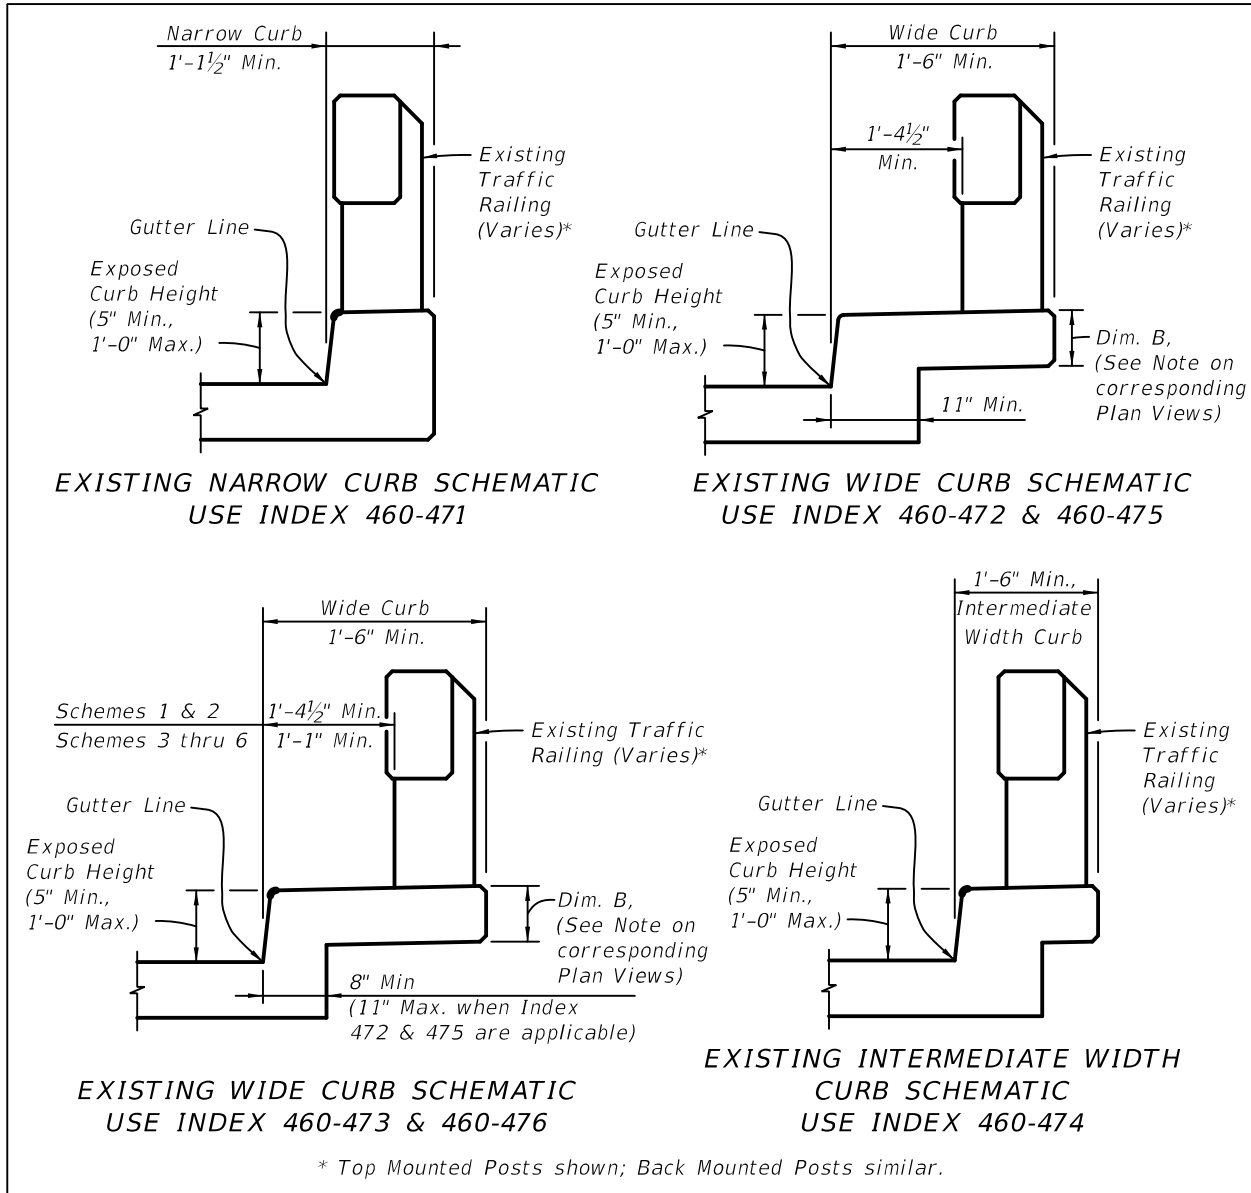 Narrow Curb
1'-1½" Min.
Existing
Traffic
Railing
(Varies)*
Gutter Line
Exposed
Curb Height
(5" Min.,
1'-0" Max.)
EXISTING NARROW CURB SCHEMATIC
USE INDEX 460-471
Wide Curb
1'-6" Min.
1'-4½"
Min.
Existing
Traffic
Railing
(Varies)*
Gutter Line
Exposed
Curb Height
(5" Min.,
1'-0" Max.)
Dim. B,
(See Note on
corresponding
Plan Views)
11" Min.
EXISTING WIDE CURB SCHEMATIC
USE INDEX 460-472 & 460-475
Wide Curb
1'-6" Min.
Schemes 1 & 2 1'-4½" Min.
Schemes 3 thru 6 1'-1" Min.
Existing Traffic
Railing (Varies)*
Gutter Line
Exposed
Curb Height
(5" Min.,
1'-0" Max.)
Dim. B,
(See Note on
corresponding
Plan Views)
8" Min
(11" Max. when Index
472 & 475 are applicable)
EXISTING WIDE CURB SCHEMATIC
USE INDEX 460-473 & 460-476
1'-6" Min.,
Intermediate
Width Curb
Existing
Traffic
Railing
(Varies)*
Gutter Line
Exposed
Curb Height
(5" Min.,
1'-0" Max.)
EXISTING INTERMEDIATE WIDTH
CURB SCHEMATIC
USE INDEX 460-474
* Top Mounted Posts shown; Back Mounted Posts similar.